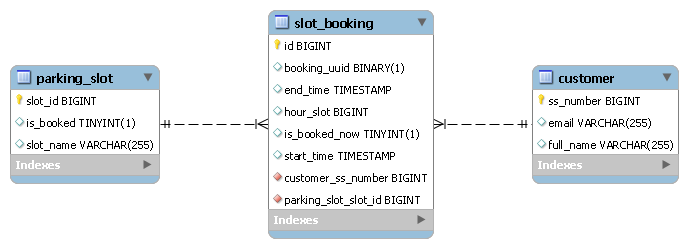 parking_slot
slot_id BIGINT
is_booked TINYINT(1)
slot_name VARCHAR(255)
Indexes
slot_booking
id BIGINT
booking_uuid BINARY(1)
end_time TIMESTAMP
hour_slot BIGINT
is_booked_now TINYINT(1)
start_time TIMESTAMP
customer_ss_number BIGINT
parking_slot_slot_id BIGINT
Indexes
customer
ss_number BIGINT
email VARCHAR(255)
full_name VARCHAR(255)
Indexes